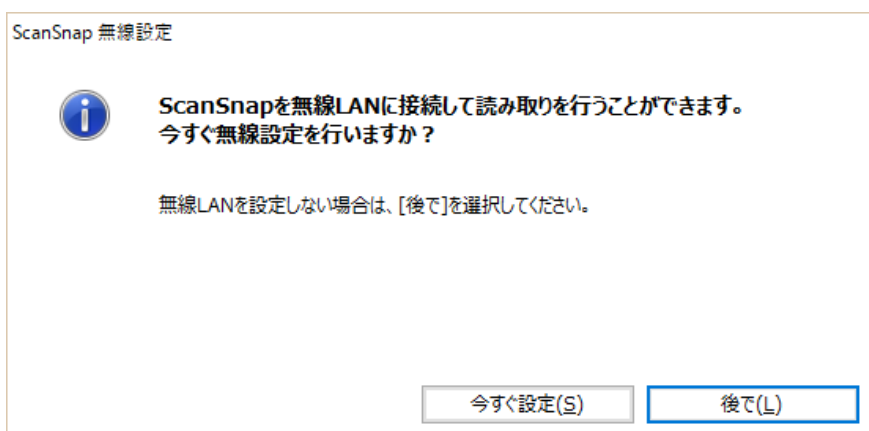 ScanSnap 無線設定
ScanSnapを無線LANに接続して読み取りを行うことができます。
今すぐ無線設定を行いますか？
無線LANを設定しない場合は、[後で]を選択してください。
今すぐ設定(S)
後で(L)